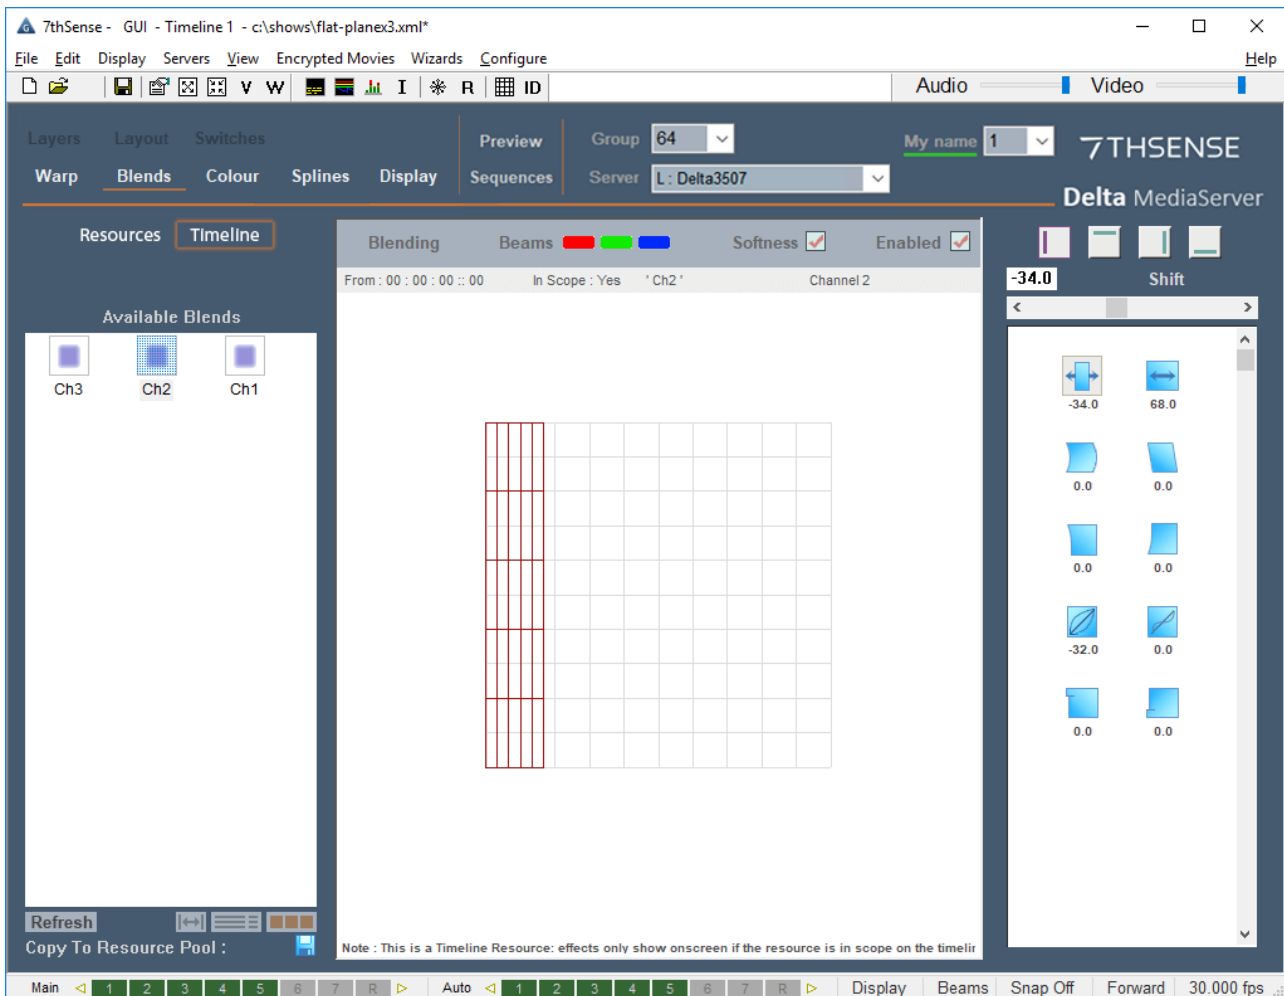 7thSense - GUI - Timeline 1 - c:\shows\flat-planex3.xml*
File Edit Display Servers View Encrypted Movies Wizards Configure Help
V W I R ID Audio Video
Layers Layout Switches Preview Group 64 My name 1 7THSENSE
Warp Blends Colour Splines Display Sequences Server L : Delta3507
Delta MediaServer
Resources Timeline Blending Beams Softness Enabled
From : 00 : 00 : 00 :: 00 In Scope : Yes ' Ch2 ' Channel 2 -34.0 Shift
Available Blends
Ch3 Ch2 Ch1
-34.0 68.0
0.0 0.0
0.0 0.0
-32.0 0.0
0.0 0.0
Refresh
Copy To Resource Pool :
Note : This is a Timeline Resource: effects only show onscreen if the resource is in scope on the timelin
Main 1 2 3 4 5 6 7 R Auto 1 2 3 4 5 6 7 R Display Beams Snap Off Forward 30.000 fps